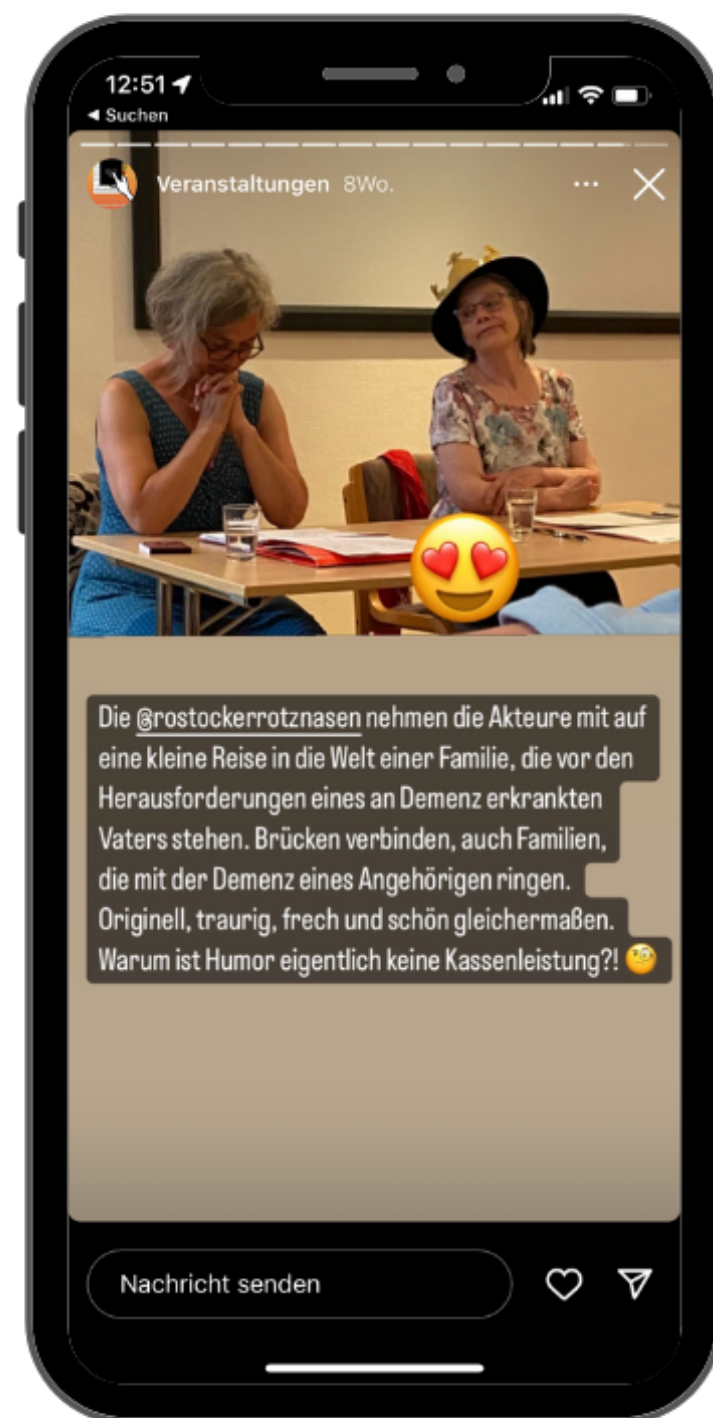 12:51
Suchen
Veranstaltungen 8Wo.
Die @rostockerrotznasen nehmen die Akteure mit auf
eine kleine Reise in die Welt einer Familie, die vor den
Herausforderungen eines an Demenz erkrankten
Vaters stehen. Brücken verbinden, auch Familien,
die mit der Demenz eines Angehörigen ringen.
Originell, traurig, frech und schön gleichermaßen.
Warum ist Humor eigentlich keine Kassenleistung?! 🧐
Nachricht senden